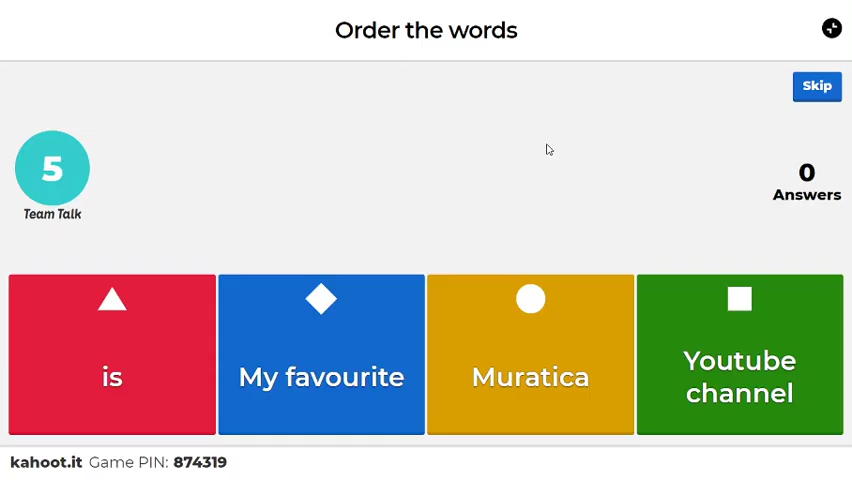 Order the words
Skip
5
Team Talk
0
Answers
is
My favourite
Muratica
Youtube
channel
kahoot.it Game PIN: 874319